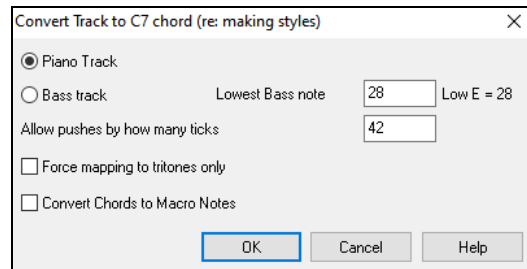 Convert Track to C7 chord (re: making styles)
Piano Track
Bass track Lowest Bass note 28 Low E = 28
Allow pushes by how many ticks 42
Force mapping to tritones only
Convert Chords to Macro Notes
OK Cancel Help